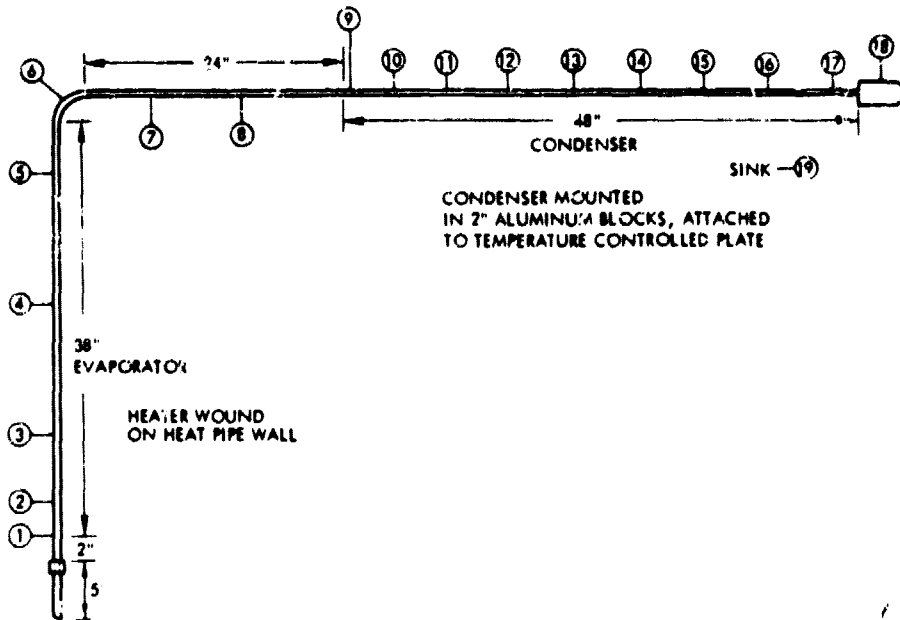 9
6
24"
10
11
12
13
14
15
16
17
18
7
8
48"
CONDENSER
5
SINK 19
CONDENSER MOUNTED
IN 2" ALUMINUM BLOCKS, ATTACHED
TO TEMPERATURE CONTROLLED PLATE
4
38"
EVAPORATOR
HEATER WOUND
ON HEAT PIPE WALL
3
2
1
2"
5